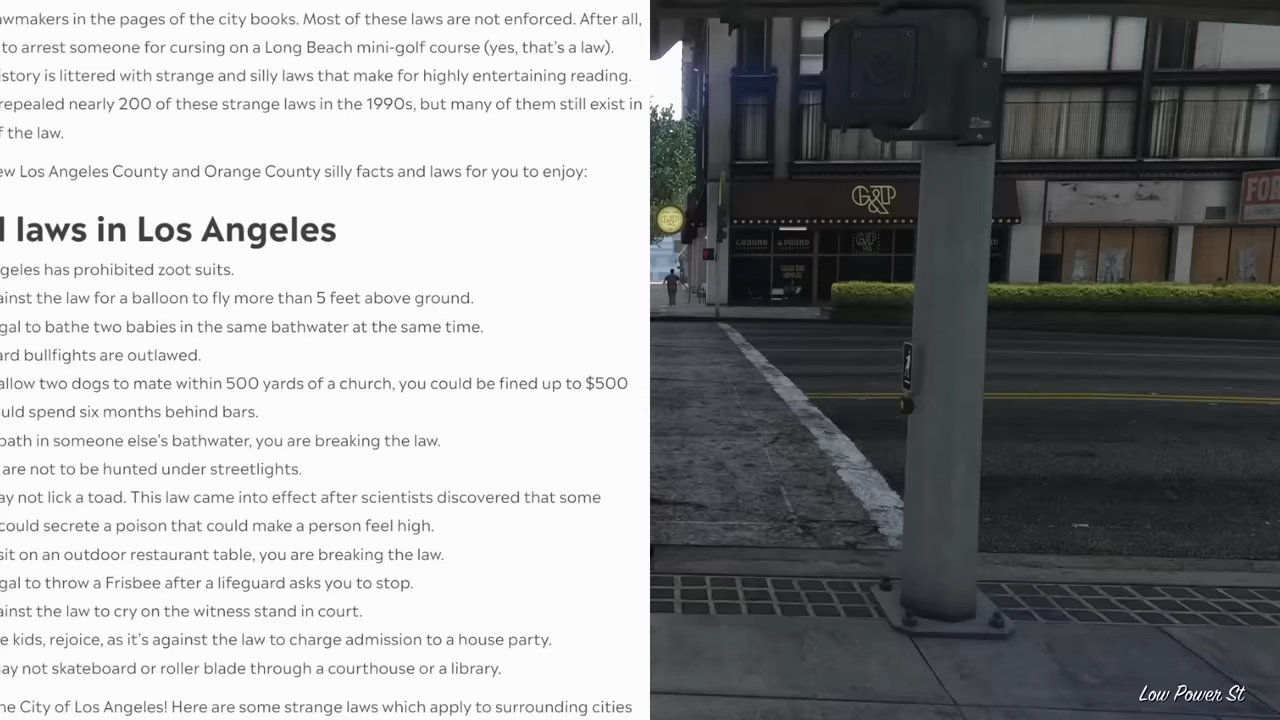 awmakers in the pages of the city books. Most of these laws are not enforced. After all,
to arrest someone for cursing on a Long Beach mini-golf course (yes, that's a law).
istory is littered with strange and silly laws that make for highly entertaining reading.
repealed nearly 200 of these strange laws in the 1990s, but many of them still exist in
f the law.
ew Los Angeles County and Orange County silly facts and laws for you to enjoy:
l laws in Los Angeles
geles has prohibited zoot suits.
ainst the law for a balloon to fly more than 5 feet above ground.
gal to bathe two babies in the same bathwater at the same time.
ard bullfights are outlawed.
allow two dogs to mate within 500 yards of a church, you could be fined up to $500
uld spend six months behind bars.
bath in someone else's bathwater, you are breaking the law.
are not to be hunted under streetlights.
ay not lick a toad. This law came into effect after scientists discovered that some
could secrete a poison that could make a person feel high.
sit on an outdoor restaurant table, you are breaking the law.
gal to throw a Frisbee after a lifeguard asks you to stop.
ainst the law to cry on the witness stand in court.
e kids, rejoice, as it's against the law to charge admission to a house party.
may not skateboard or roller blade through a courthouse or a library.
he City of Los Angeles! Here are some strange laws which apply to surrounding cities
G&P
FOR
G&P
GROUND & POUND
G&P
Low Power St